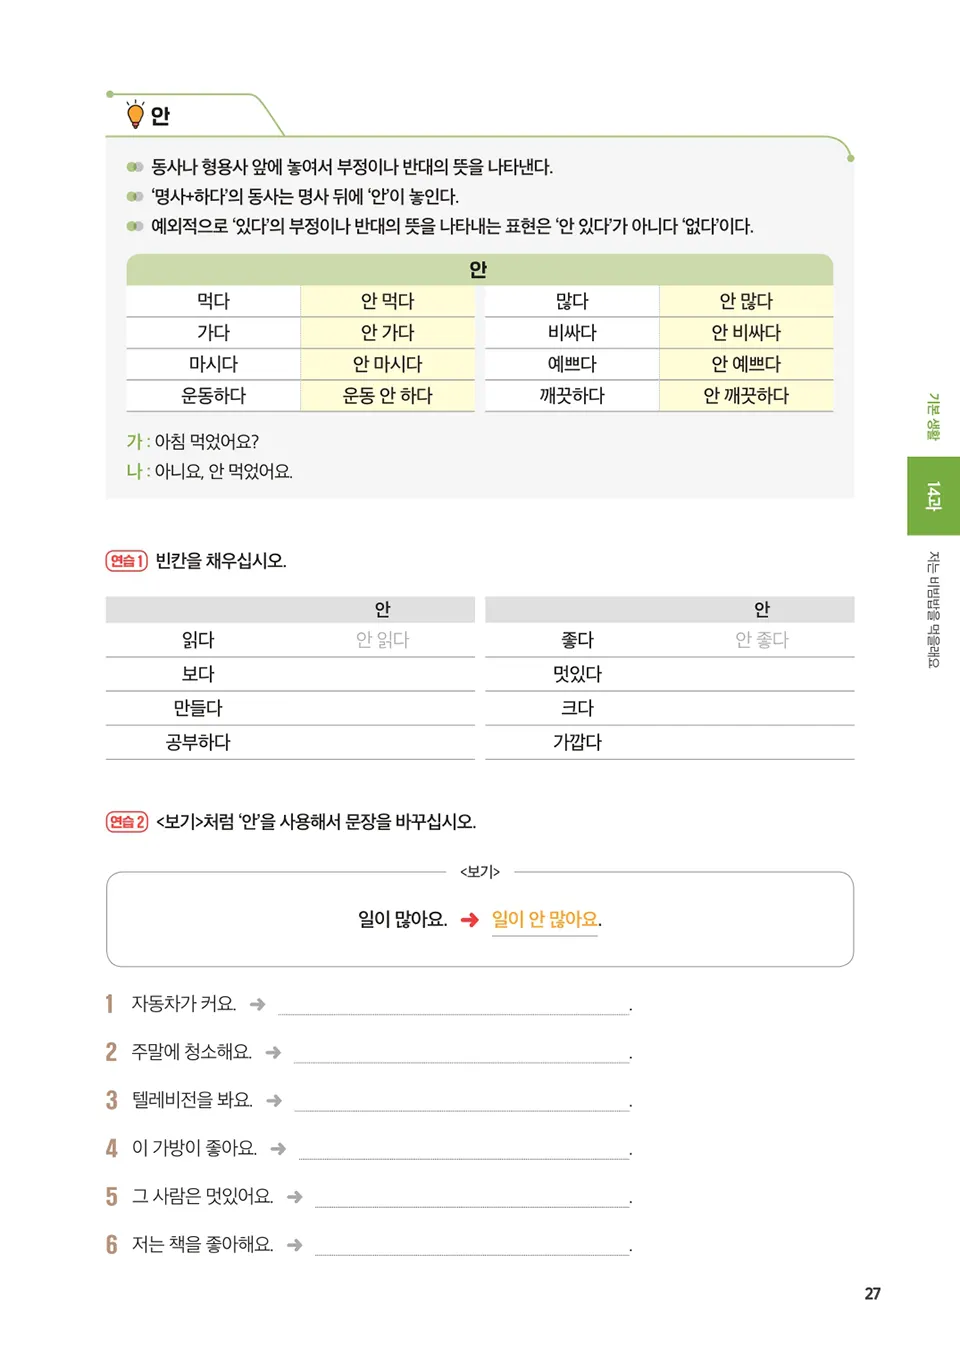 안
동사나 형용사 앞에 놓여서 부정이나 반대의 뜻을 나타낸다.
‘명사+하다’의 동사는 명사 뒤에 ‘안’이 놓인다.
예외적으로 ‘있다’의 부정이나 반대의 뜻을 나타내는 표현은 ‘안 있다’가 아니다 ‘없다’이다.
안
먹다 안 먹다 많다 안 많다
가다 안 가다 비싸다 안 비싸다
마시다 안 마시다 예쁘다 안 예쁘다
운동하다 운동 안 하다 깨끗하다 안 깨끗하다
가 : 아침 먹었어요?
나 : 아니요, 안 먹었어요.
연습 1 빈칸을 채우십시오.
안 안
읽다 안 읽다 좋다 안 좋다
보다 멋있다
만들다 크다
공부하다 가깝다
연습 2 <보기>처럼 ‘안’을 사용해서 문장을 바꾸십시오.
<보기>
일이 많아요. ➜ 일이 안 많아요.
1 자동차가 커요. ➜ .
2 주말에 청소해요. ➜ .
3 텔레비전을 봐요. ➜ .
4 이 가방이 좋아요. ➜ .
5 그 사람은 멋있어요. ➜ .
6 저는 책을 좋아해요. ➜ .
기본 생활
14과
저는 비빔밥을 먹을래요
27